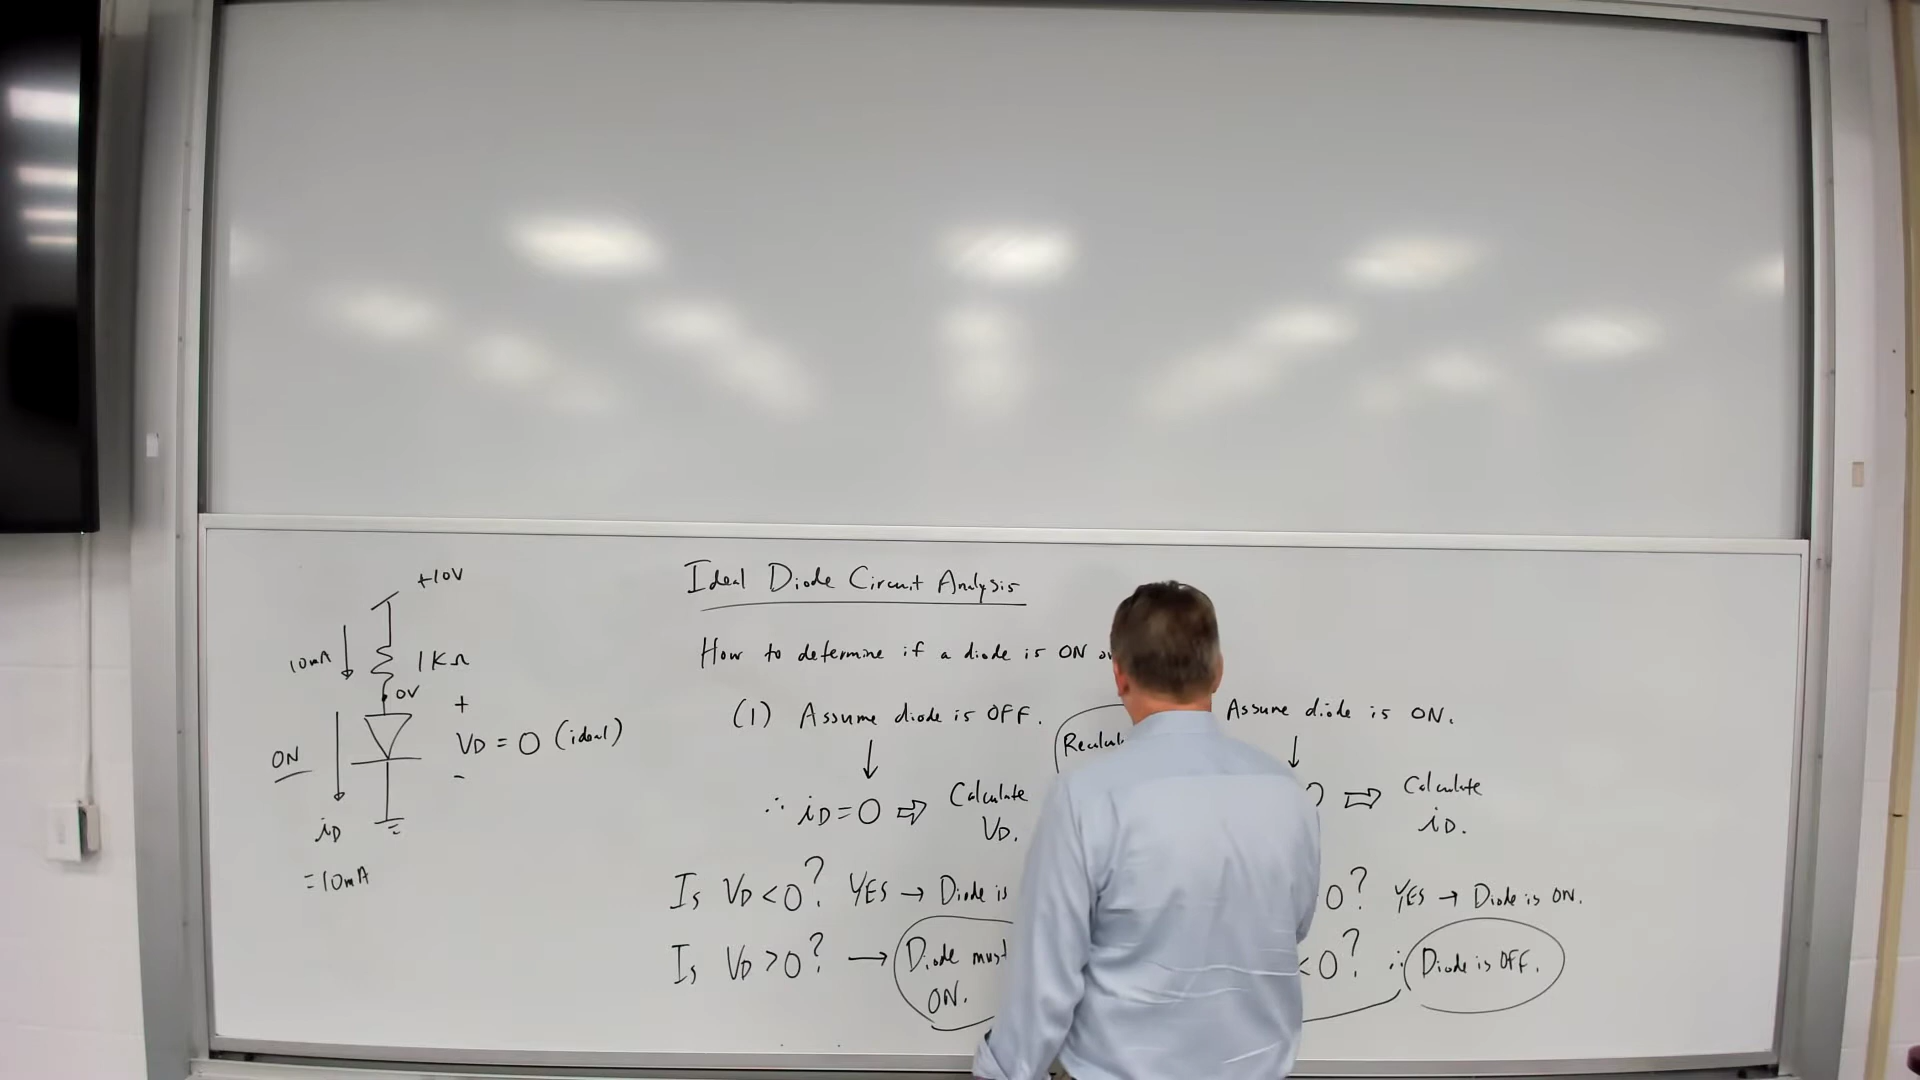 +10V
10mA
1KΩ
0V
+
VD = 0 (ideal)
-
ON
iD
=10mA
Ideal Diode Circuit Analysis
How to determine if a diode is ON
(1) Assume diode is OFF.
∴ iD=0 ⇨ Calculate
VD.
Is VD<0? YES → Diode is
Is VD>0? → Diode must
ON.
Assume diode is ON.
⇨ Calculate
iD.
0? YES → Diode is ON.
<0? ∴ Diode is OFF.